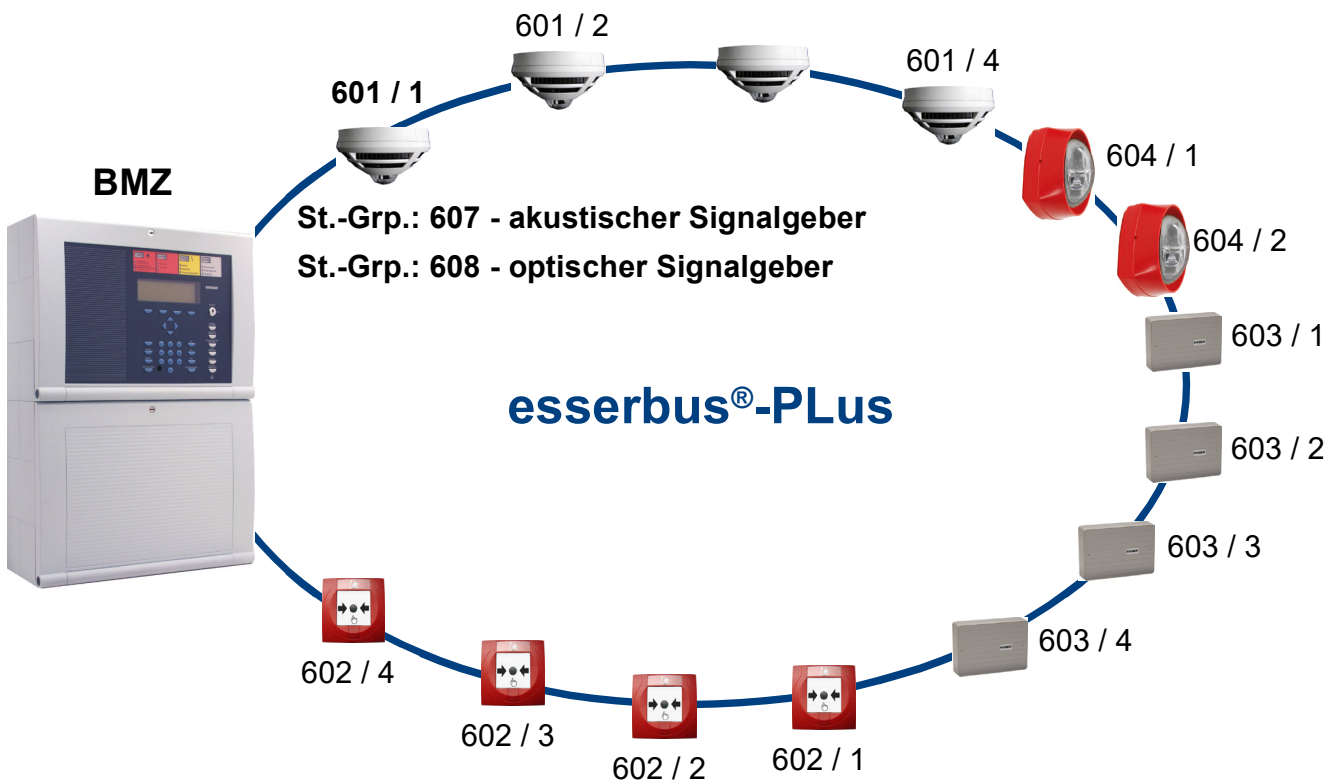 601 / 2
601 / 4
601 / 1
604 / 1
BMZ
St.-Grp.: 607 - akustischer Signalgeber
604 / 2
St.-Grp.: 608 - optischer Signalgeber
603 / 1
esserbus®-PLus
603 / 2
603 / 3
603 / 4
602 / 4
602 / 3
602 / 2
602 / 1